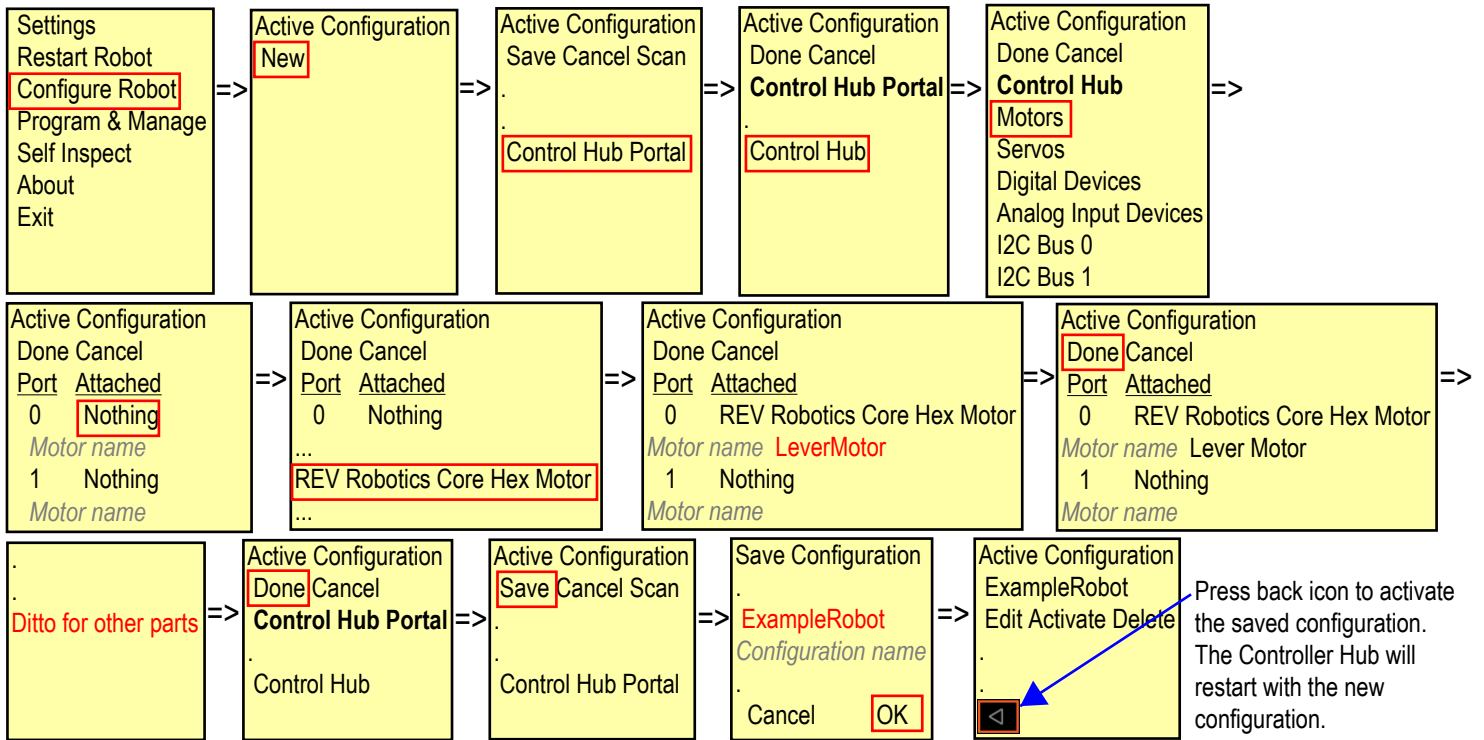 Settings
Restart Robot
Configure Robot
Program & Manage
Self Inspect
About
Exit
=>
Active Configuration
New
=>
Active Configuration
Save Cancel Scan
.
.
Control Hub Portal
=>
Active Configuration
Done Cancel
Control Hub Portal
.
Control Hub
=>
Active Configuration
Done Cancel
Control Hub
Motors
Servos
Digital Devices
Analog Input Devices
I2C Bus 0
I2C Bus 1
=>
Active Configuration
Done Cancel
Port Attached
0 Nothing
Motor name
1 Nothing
Motor name
=>
Active Configuration
Done Cancel
Port Attached
0 Nothing
...
REV Robotics Core Hex Motor
...
=>
Active Configuration
Done Cancel
Port Attached
0 REV Robotics Core Hex Motor
Motor name LeverMotor
1 Nothing
Motor name
=>
Active Configuration
Done Cancel
Port Attached
0 REV Robotics Core Hex Motor
Motor name Lever Motor
1 Nothing
Motor name
=>
.
.
Ditto for other parts
=>
Active Configuration
Done Cancel
Control Hub Portal
.
Control Hub
=>
Active Configuration
Save Cancel Scan
.
.
Control Hub Portal
=>
Save Configuration
.
ExampleRobot
Configuration name
.
Cancel OK
=>
Active Configuration
ExampleRobot
Edit Activate Delete
.
.
Press back icon to activate
the saved configuration.
The Controller Hub will
restart with the new
configuration.